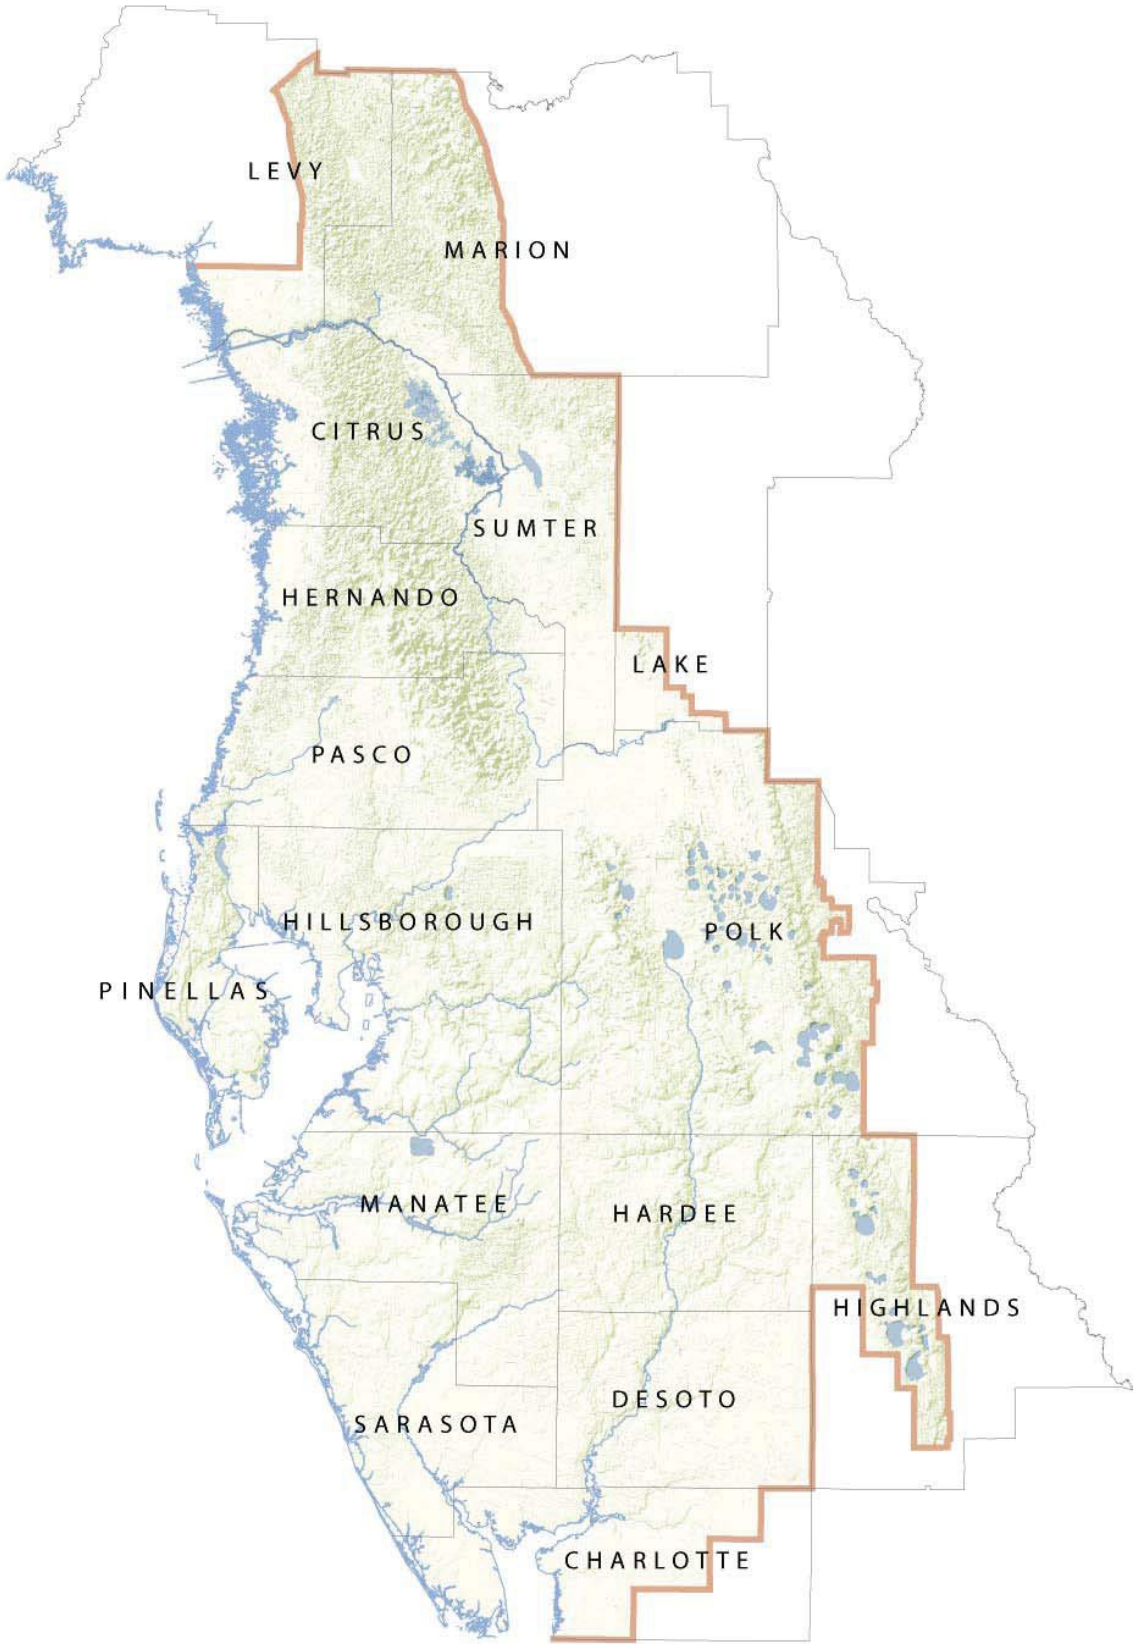 LEVY
MARION
CITRUS
SUMTER
HERNANDO
LAKE
PASCO
HILLSBOROUGH
POLK
PINELLAS
MANATEE
HARDEE
HIGHLANDS
DESOTO
SARASOTA
CHARLOTTE